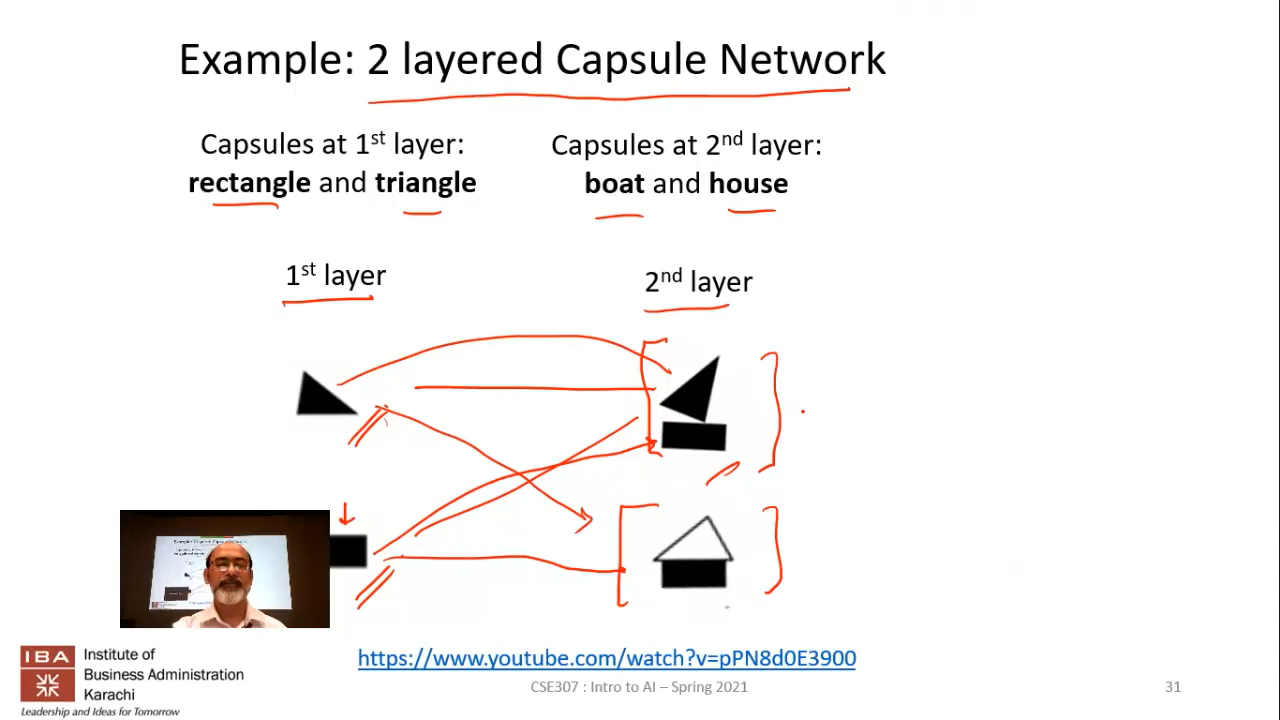 Example: 2 layered Capsule Network
Capsules at 1st layer:
rectangle and triangle
Capsules at 2nd layer:
boat and house
1st layer
2nd layer
IBA
Institute of
Business Administration
Karachi
Leadership and Ideas for Tomorrow
https://www.youtube.com/watch?v=pPN8d0E3900
CSE307 : Intro to AI – Spring 2021
31